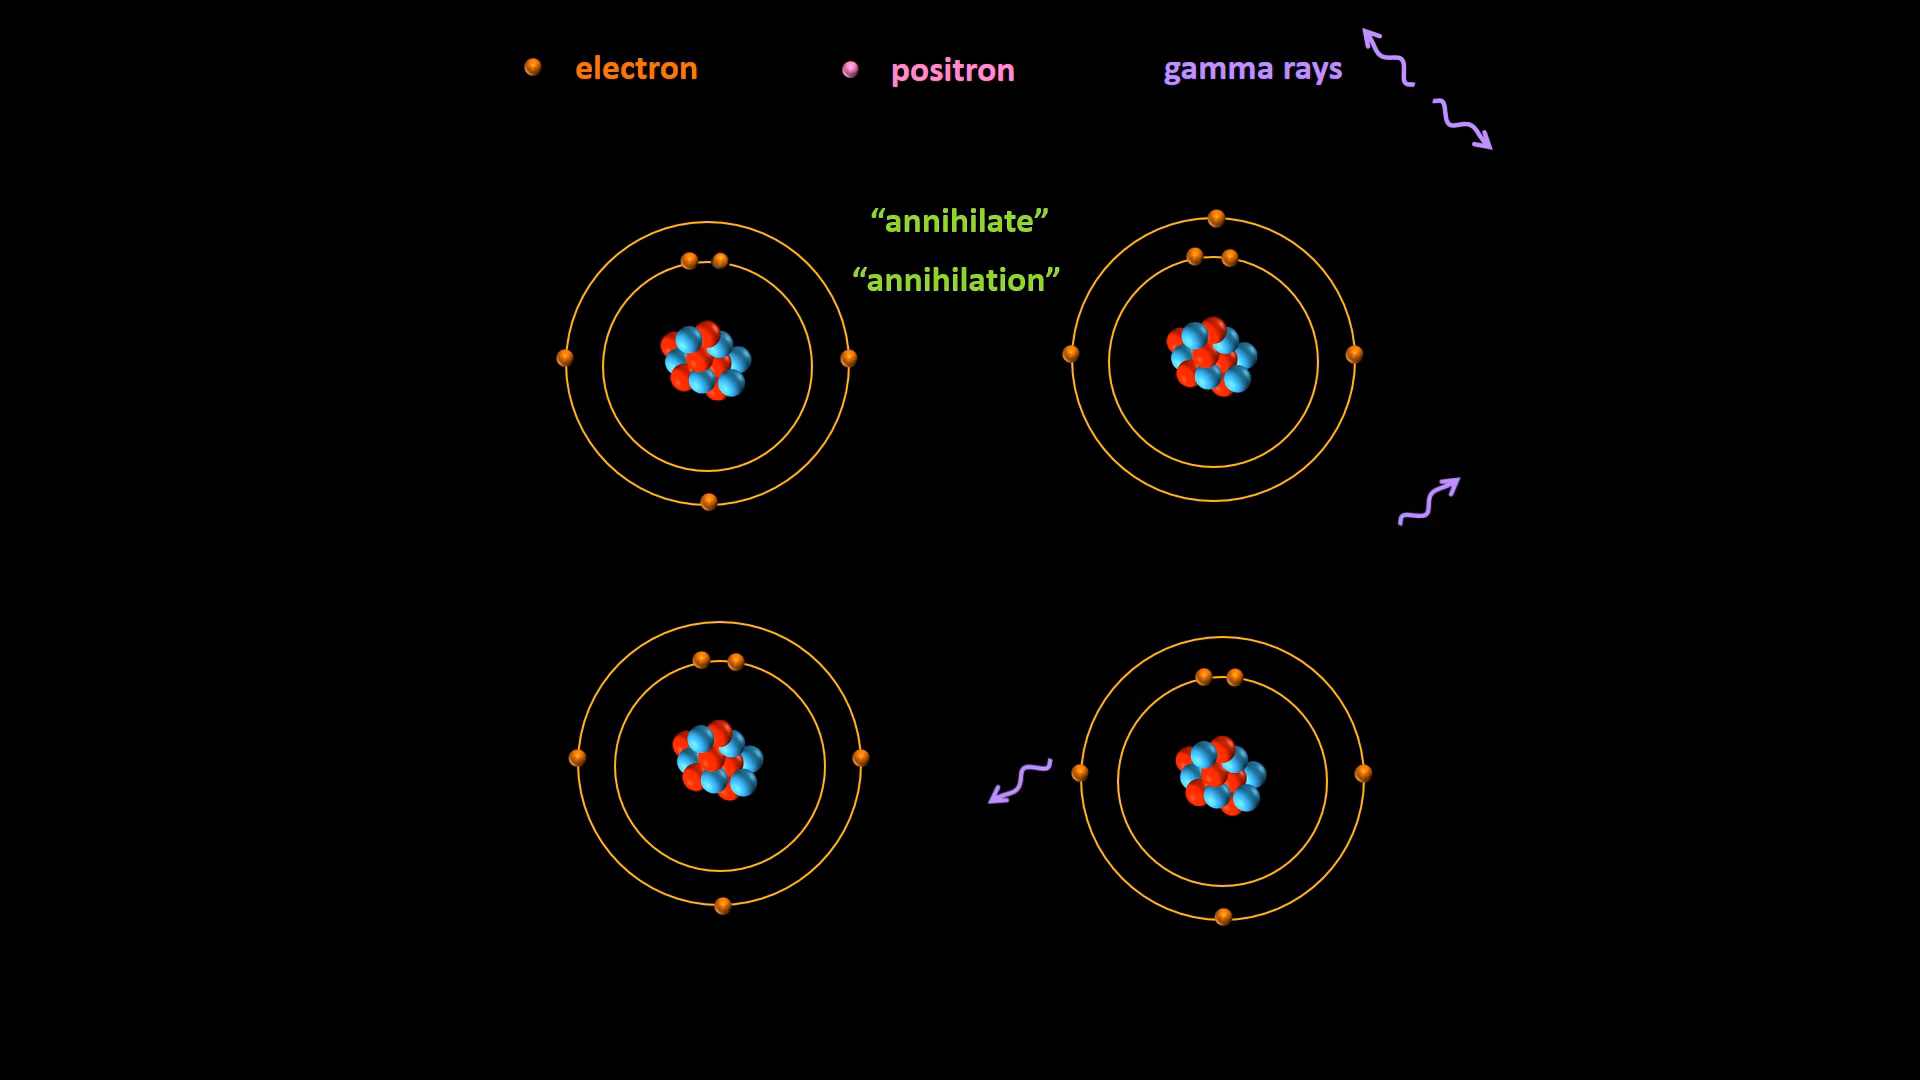 electron
positron
gamma rays
“annihilate”
“annihilation”